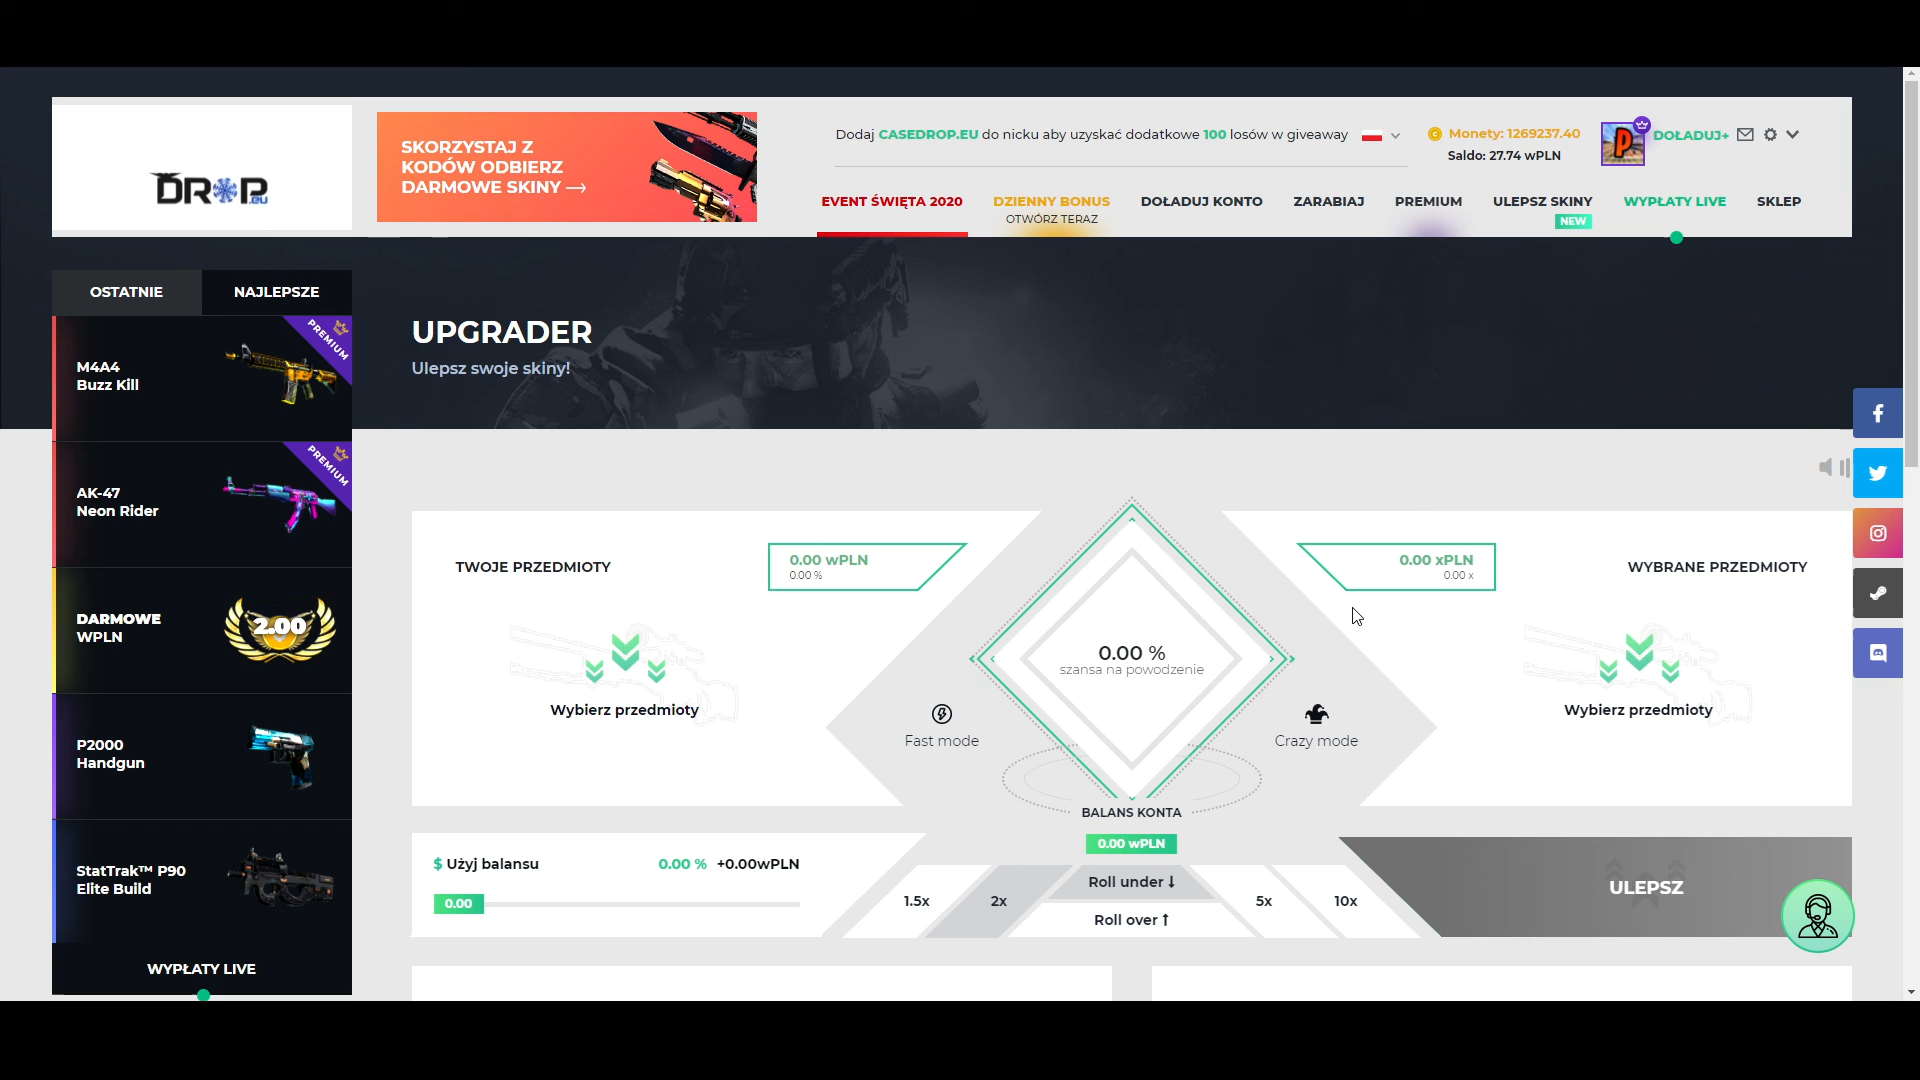 DROP.eu
SKORZYSTAJ Z
KODÓW ODBIERZ
DARMOWE SKINY
Dodaj CASEDROP.EU do nicku aby uzyskać dodatkowe 100 losów w giveaway
Monety: 1269237.40
Saldo: 27.74 wPLN
DOŁADUJ+
EVENT ŚWIĘTA 2020
DZIENNY BONUS
OTWÓRZ TERAZ
DOŁADUJ KONTO
ZARABIAJ
PREMIUM
ULEPSZ SKINY
NEW
WYPŁATY LIVE
SKLEP
OSTATNIE
NAJLEPSZE
PREMIUM
M4A4
Buzz Kill
PREMIUM
AK-47
Neon Rider
DARMOWE
WPLN
2.00
P2000
Handgun
StatTrak™ P90
Elite Build
WYPŁATY LIVE
UPGRADER
Ulepsz swoje skiny!
TWOJE PRZEDMIOTY
0.00 wPLN
0.00 %
Wybierz przedmioty
0.00 %
szansa na powodzenie
Fast mode
Crazy mode
0.00 xPLN
0.00 x
WYBRANE PRZEDMIOTY
Wybierz przedmioty
BALANS KONTA
0.00 wPLN
$ Użyj balansu
0.00 % +0.00wPLN
0.00
1.5x
2x
Roll under
Roll over
5x
10x
ULEPSZ